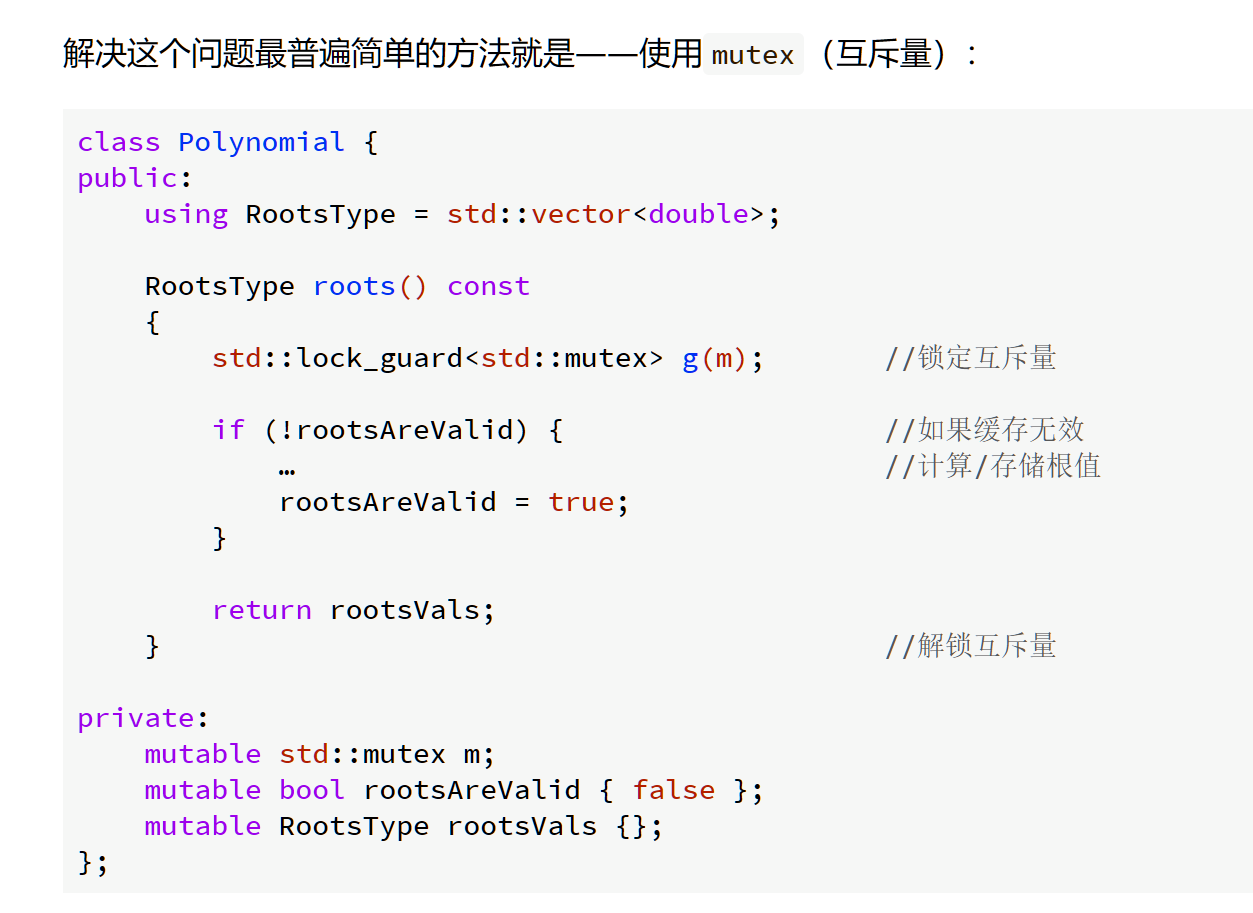 解决这个问题最普遍简单的方法就是——使用mutex（互斥量）：
class Polynomial {
public:
    using RootsType = std::vector<double>;
    RootsType roots() const
    {
        std::lock_guard<std::mutex> g(m);       //锁定互斥量
        if (!rootsAreValid) {                   //如果缓存无效
            …                                   //计算/存储根值
            rootsAreValid = true;
        }
        return rootsVals;
    }                                           //解锁互斥量
private:
    mutable std::mutex m;
    mutable bool rootsAreValid { false };
    mutable RootsType rootsVals {};
};